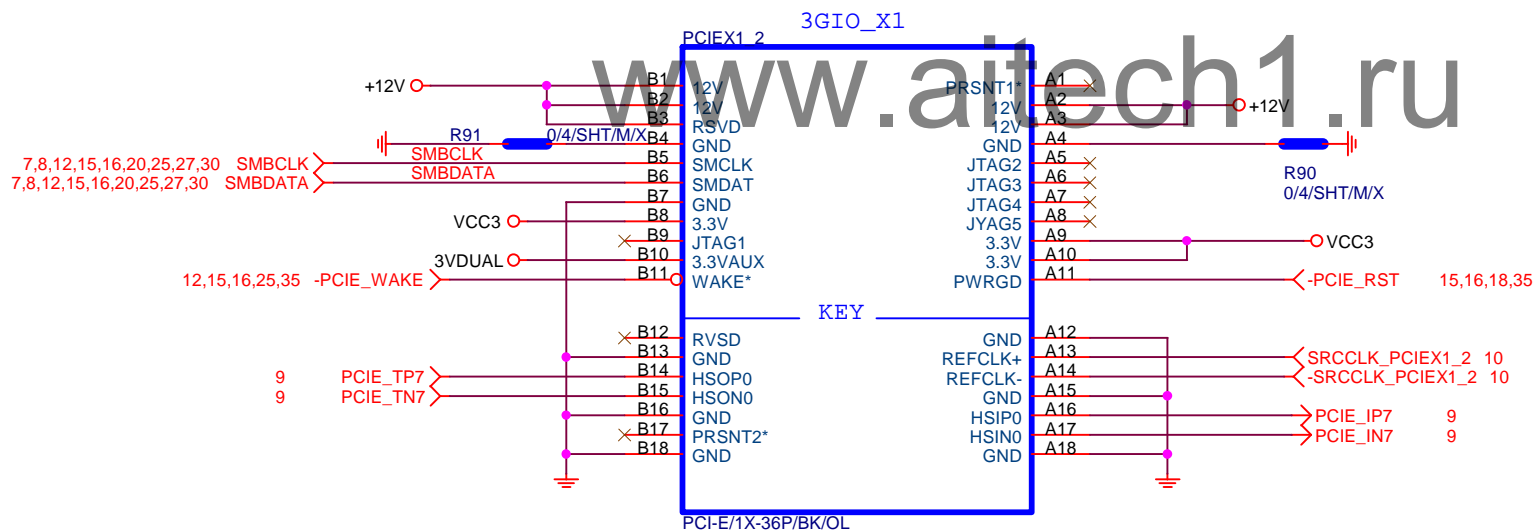 3GIO_X1
PCIEX1_2
www.aitech1.ru
+12V B1 12V PRSNT1* A1
B2 12V 12V A2 +12V
B3 RSVD 12V A3
R91 0/4/SHT/M/X B4 GND GND A4
7,8,12,15,16,20,25,27,30 SMBCLK SMBCLK B5 SMCLK JTAG2 A5
7,8,12,15,16,20,25,27,30 SMBDATA SMBDATA B6 SMDAT JTAG3 A6 R90
B7 GND JTAG4 A7 0/4/SHT/M/X
VCC3 B8 3.3V JYAG5 A8
B9 JTAG1 3.3V A9 VCC3
3VDUAL B10 3.3VAUX 3.3V A10
12,15,16,25,35 -PCIE_WAKE B11 WAKE* PWRGD A11 -PCIE_RST 15,16,18,35
KEY
B12 RVSD GND A12
B13 GND REFCLK+ A13 SRCCLK_PCIEX1_2 10
9 PCIE_TP7 B14 HSOP0 REFCLK- A14 -SRCCLK_PCIEX1_2 10
9 PCIE_TN7 B15 HSON0 GND A15
B16 GND HSIP0 A16 PCIE_IP7 9
B17 PRSNT2* HSIN0 A17 PCIE_IN7 9
B18 GND GND A18
PCI-E/1X-36P/BK/OL